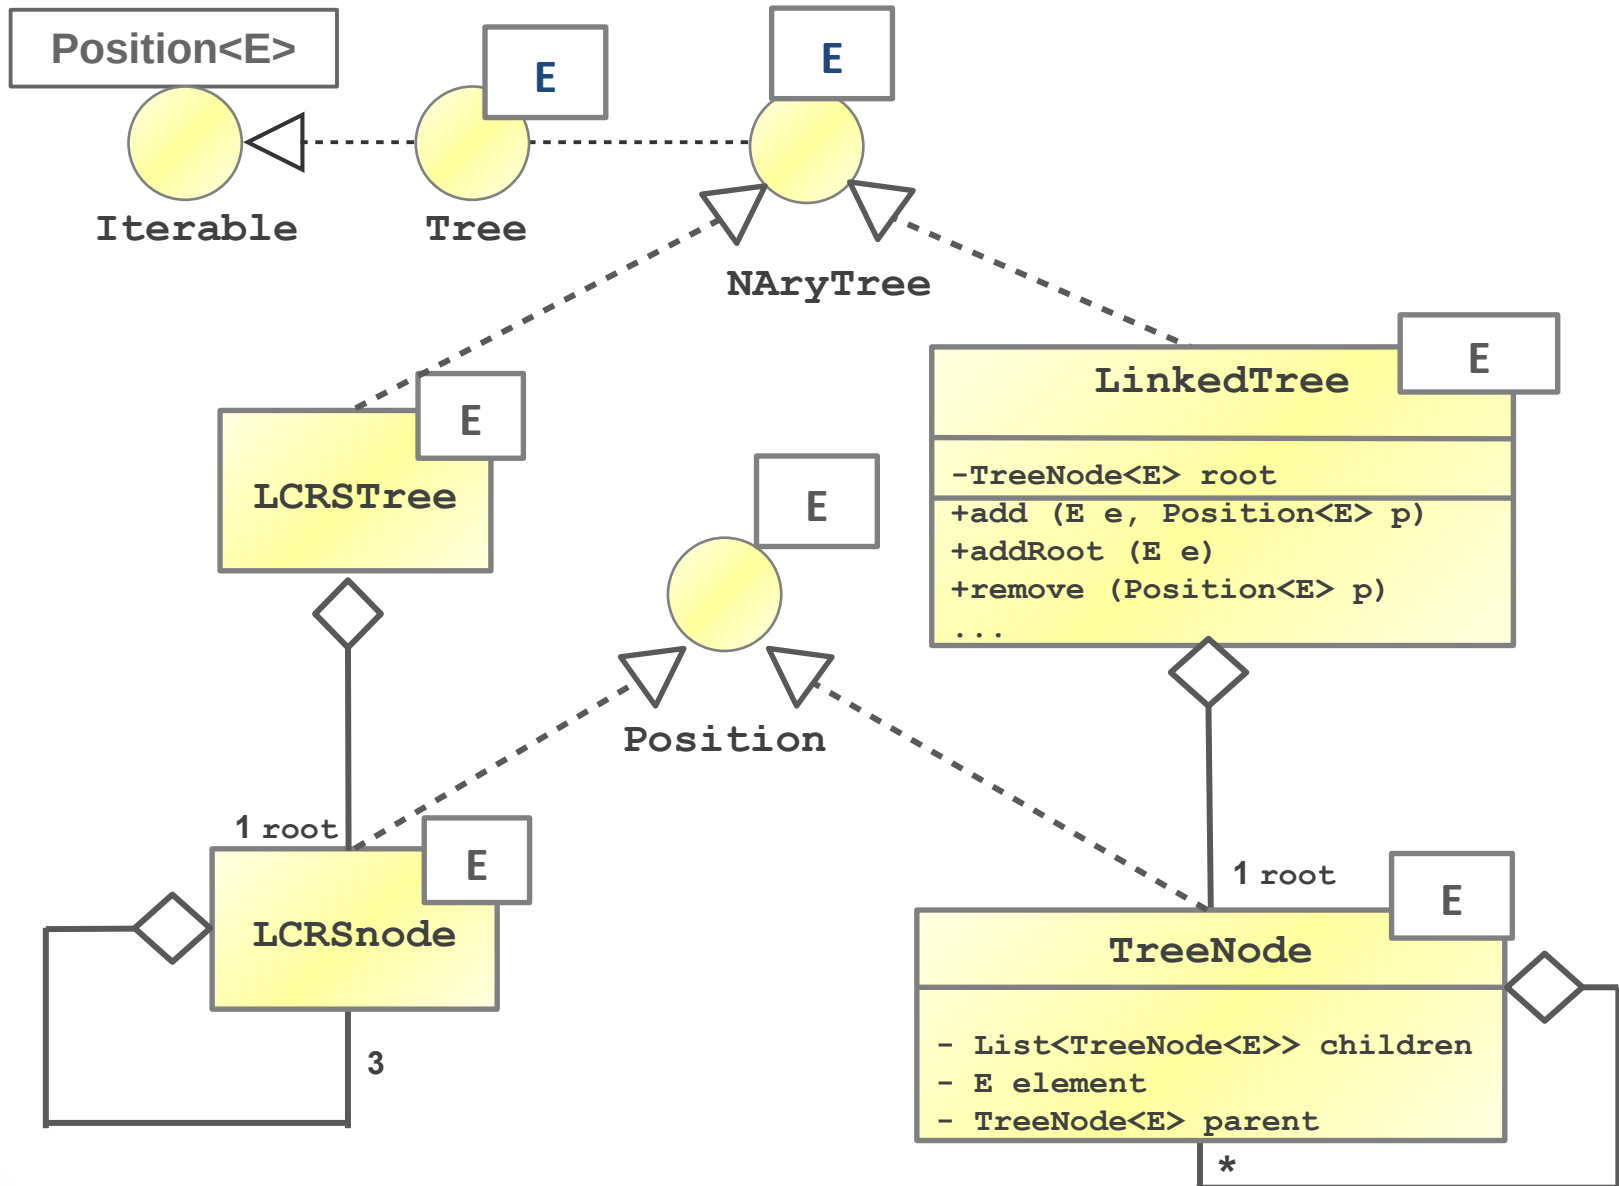 Position<E>
E
E
Iterable
Tree
NAryTree
E
LinkedTree
-TreeNode<E> root
+add (E e, Position<E> p)
+addRoot (E e)
+remove (Position<E> p)
...
E
LCRSTree
E
Position
1 root
E
LCRSnode
3
1 root
E
TreeNode
- List<TreeNode<E>> children
- E element
- TreeNode<E> parent
*